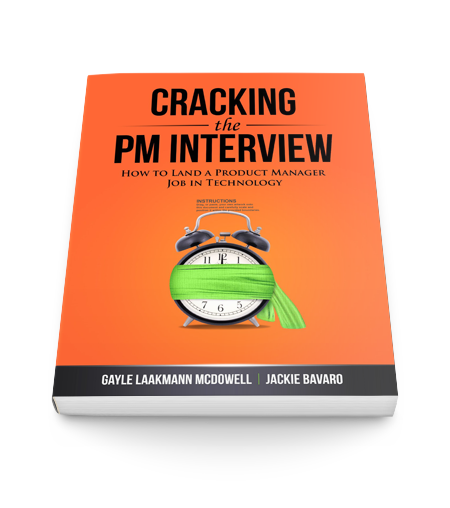 CRACKING
the
PM INTERVIEW
How to Land a Product Manager
Job in Technology
INSTRUCTIONS
GAYLE LAAKMANN MCDOWELL | JACKIE BAVARO